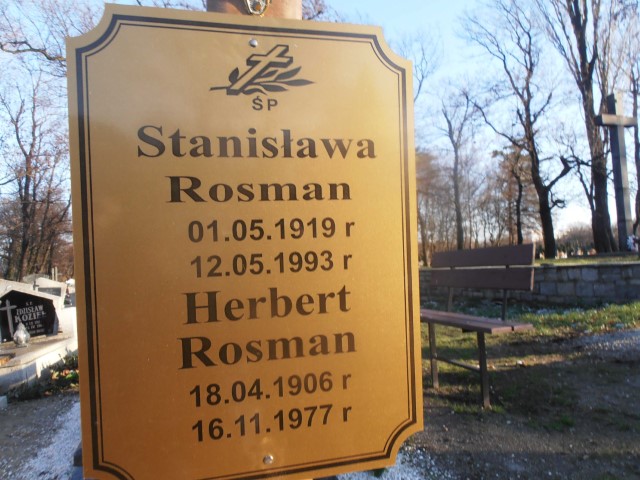 ŚP
Stanisława
Rosman
01.05.1919 r
12.05.1993 r
Herbert
Rosman
18.04.1906 r
16.11.1977 r